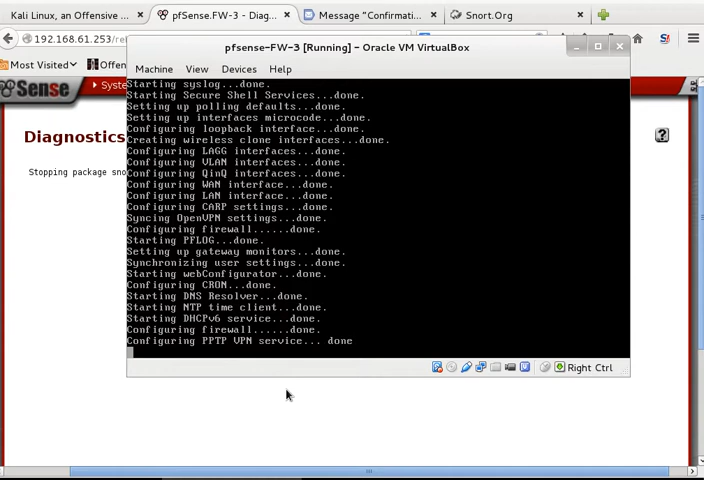 Kali Linux, an Offensive ...
pfSense.FW-3 - Diag...
Message “Confirmati...
Snort.Org
192.168.61.253/re
Most Visited
Offen
Sense
Syste
Diagnostics
Stopping package sno
pfsense-FW-3 [Running] - Oracle VM VirtualBox
Machine View Devices Help
Starting syslog...done.
Starting Secure Shell Services...done.
Setting up polling defaults...done.
Setting up interfaces microcode...done.
Configuring loopback interface...done.
Creating wireless clone interfaces...done.
Configuring LAGG interfaces...done.
Configuring VLAN interfaces...done.
Configuring QinQ interfaces...done.
Configuring WAN interface...done.
Configuring LAN interface...done.
Configuring CARP settings...done.
Syncing OpenVPN settings...done.
Configuring firewall......done.
Starting PFLOG...done.
Setting up gateway monitors...done.
Synchronizing user settings...done.
Starting webConfigurator...done.
Configuring CRON...done.
Starting DNS Resolver...done.
Starting NTP time client...done.
Starting DHCPv6 service...done.
Configuring firewall......done.
Configuring PPTP VPN service... done
Right Ctrl